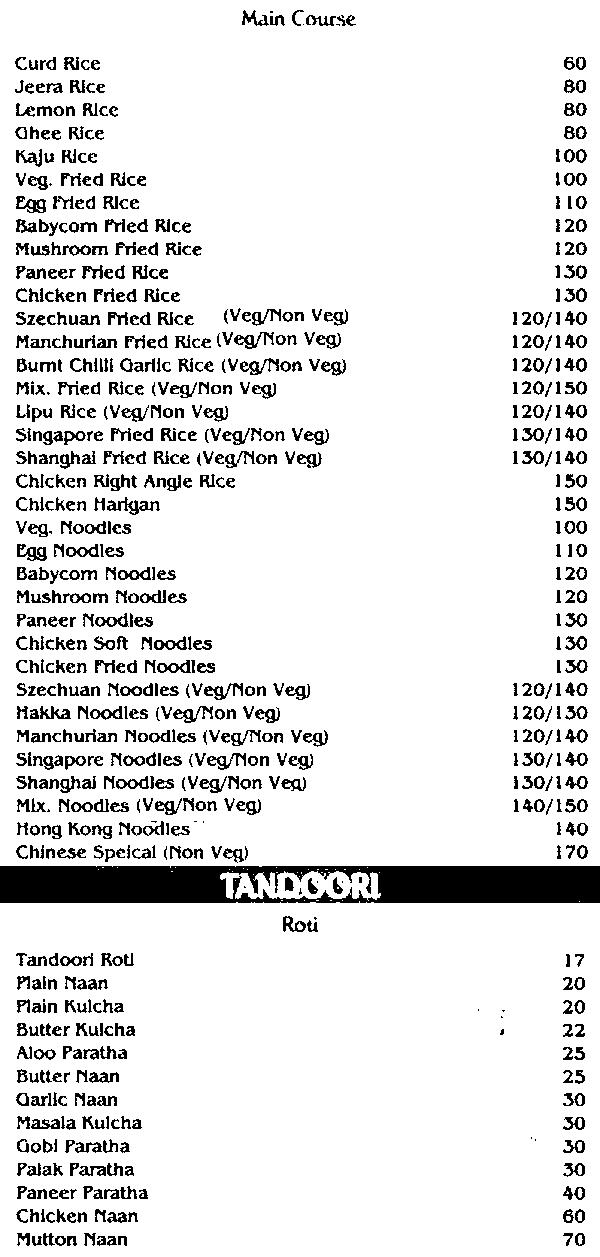 Main Course
Curd Rice 60
Jeera Rice 80
Lemon Rice 80
Ghee Rice 80
Kaju Rice 100
Veg. Fried Rice 100
Egg Fried Rice 110
Babycorn Fried Rice 120
Mushroom Fried Rice 120
Paneer Fried Rice 130
Chicken Fried Rice 130
Szechuan Fried Rice (Veg/Non Veg) 120/140
Manchurian Fried Rice (Veg/Non Veg) 120/140
Burnt Chilli Garlic Rice (Veg/Non Veg) 120/140
Mix. Fried Rice (Veg/Non Veg) 120/150
Lipu Rice (Veg/Non Veg) 120/140
Singapore Fried Rice (Veg/Non Veg) 130/140
Shanghai Fried Rice (Veg/Non Veg) 130/140
Chicken Right Angle Rice 150
Chicken Harigan 150
Veg. Noodles 100
Egg Noodles 110
Babycorn Noodles 120
Mushroom Noodles 120
Paneer Noodles 130
Chicken Soft Noodles 130
Chicken Fried Noodles 130
Szechuan Noodles (Veg/Non Veg) 120/140
Hakka Noodles (Veg/Non Veg) 120/130
Manchurian Noodles (Veg/Non Veg) 120/140
Singapore Noodles (Veg/Non Veg) 130/140
Shanghai Noodles (Veg/Non Veg) 130/140
Mix. Noodles (Veg/Non Veg) 140/150
Hong Kong Noodles 140
Chinese Speical (Non Veg) 170
TANDOORI
Roti
Tandoori Roti 17
Plain Naan 20
Plain Kulcha 20
Butter Kulcha 22
Aloo Paratha 25
Butter Naan 25
Garlic Naan 30
Masala Kulcha 30
Gobi Paratha 30
Palak Paratha 30
Paneer Paratha 40
Chicken Naan 60
Mutton Naan 70